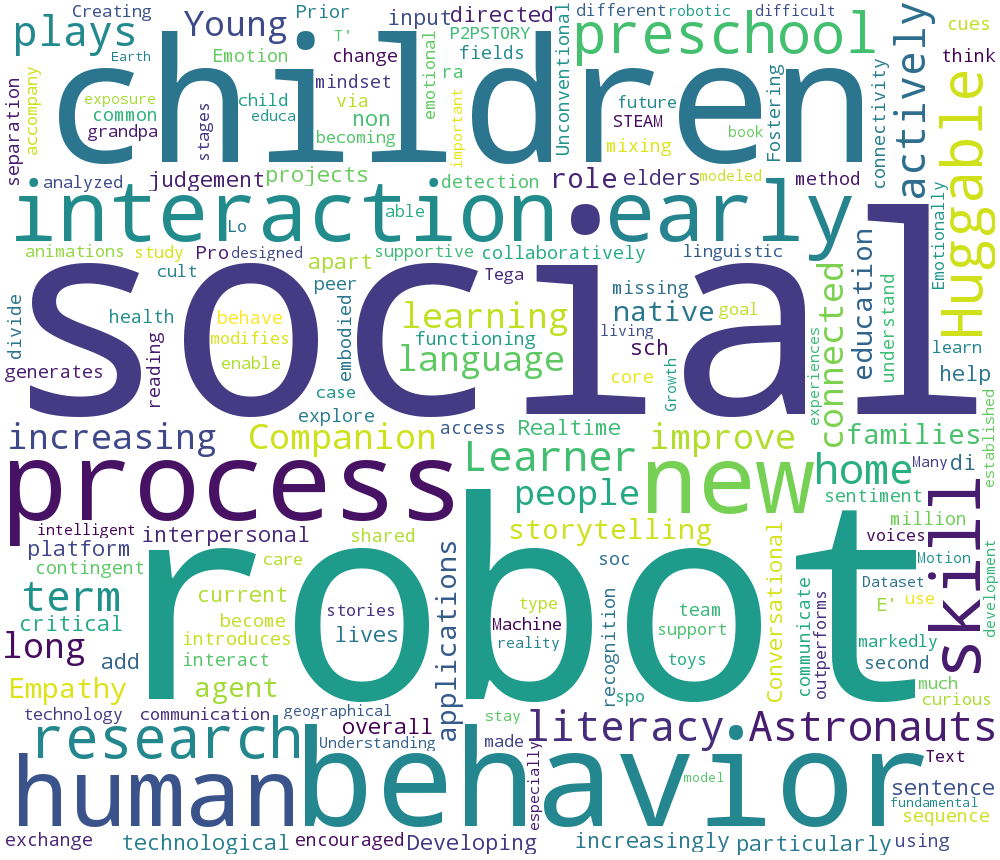 Creating
Prior
input
directed
different
robotic
difficult
cues
plays
Young
T'
P2PSTORY
preschool
actively
Earth
Emotion
change
fields
Unconventional
think
separation
accompany
children
mindset
ra
emotional
exposure
common
grandpa
stages
child
educa
via
non
becoming
important
future
STEAM
mixing
book
Fostering
connectivity
Huggable
analyzed
judgement
projects
detection
role
elders
modeled
method
interaction
early
Lo
able
Emotionally
animations
study
Pro
designed
supportive
collaboratively
linguistic
cult
apart
Tega
social
divide
health
peer
embodied
missing
native
goal
connected
education
understand
behave
modifies
enable
learning
functioning
language
living
sch
core
Growth
experiences
learn
help
generates
reading
case
explore
established
increasing
Companion
access
Realtime
improve
families
process
Learner
new
home
Many
di
people
sentiment
skill
intelligent
interpersonal
shared
storytelling
million
voices
platform
contingent
care
applications
soc
Conversational
Motion
development
robot
term
critical
current
become
introduces
interact
stories
lives
type
Machine
reality
recognition
team
support
toys
communicate
outperforms
Dataset
E'
use
markedly
second
long
add
Empathy
agent
spo
much
curious
technology
communication
geographical
overall
stay
literacy
Astronauts
research
Understanding
made
especially
Text
human
behavior
model
sentence
fundamental
sequence
exchange
technological
encouraged
Developing
increasingly
particularly
using